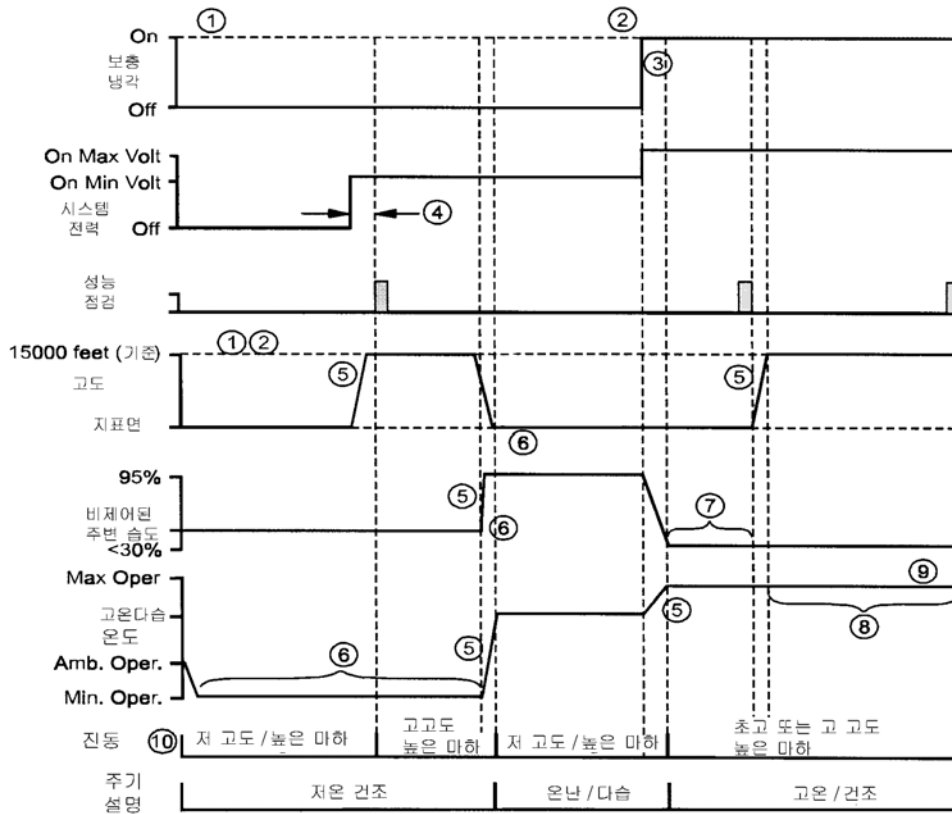 ① ②
On
보충
냉각
③
Off
On Max Volt
On Min Volt
시스템
전력
④
Off
성능
점검
15000 feet (기준)
① ②
고도
⑤ ⑤
지표면
⑥
95%
⑤
비제어된
주변 습도
⑥
⑦
<30%
Max Oper
⑨
고온다습
온도
⑤ ⑤
⑧
Amb. Oper.
⑥
Min. Oper.
진동 ⑩ 저 고도 / 높은 마하
고고도
높은 마하
저 고도 / 높은 마하
초고 또는 고 고도
높은 마하
주기
설명
저온 건조 온난 / 다습 고온 / 건조